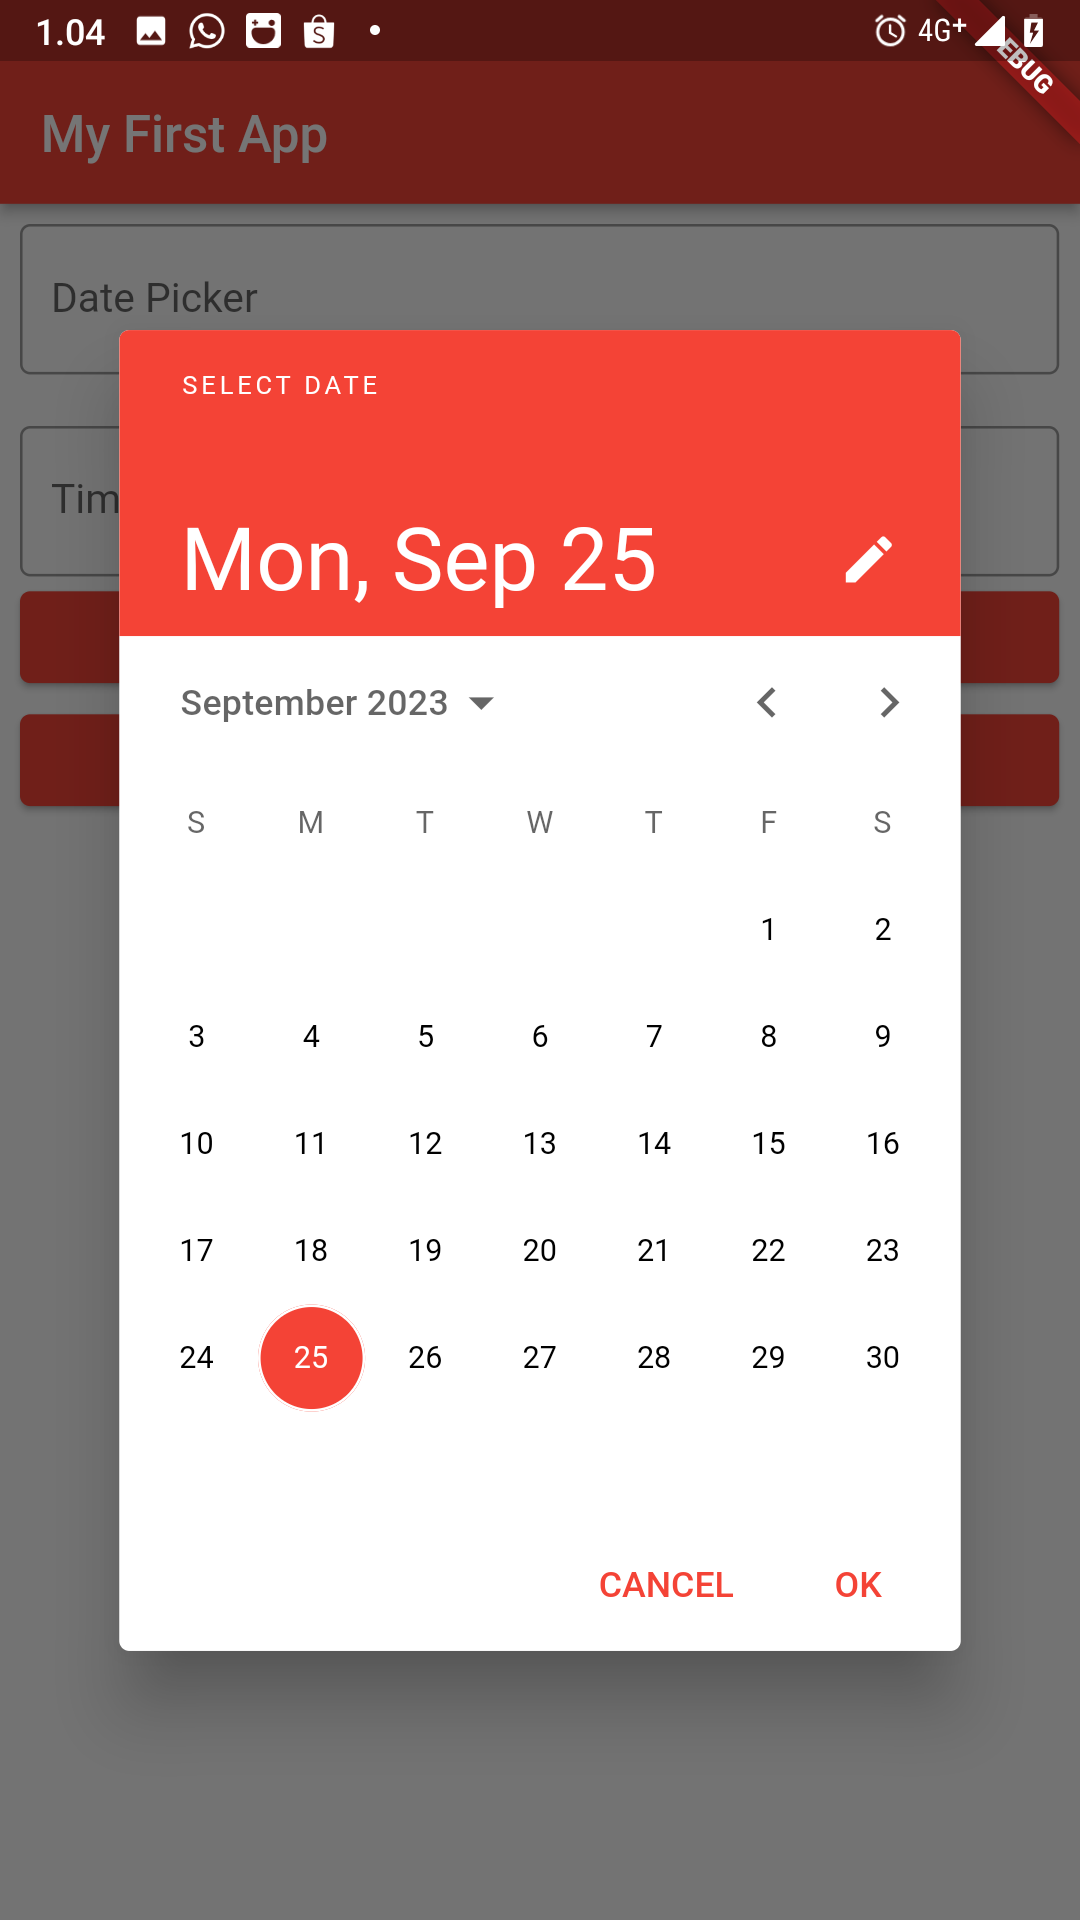 1.04 S 4G+
EBUG
My First App
Date Picker
Tim
SELECT DATE
Mon, Sep 25
September 2023
S M T W T F S
1 2
3 4 5 6 7 8 9
10 11 12 13 14 15 16
17 18 19 20 21 22 23
24 25 26 27 28 29 30
CANCEL OK